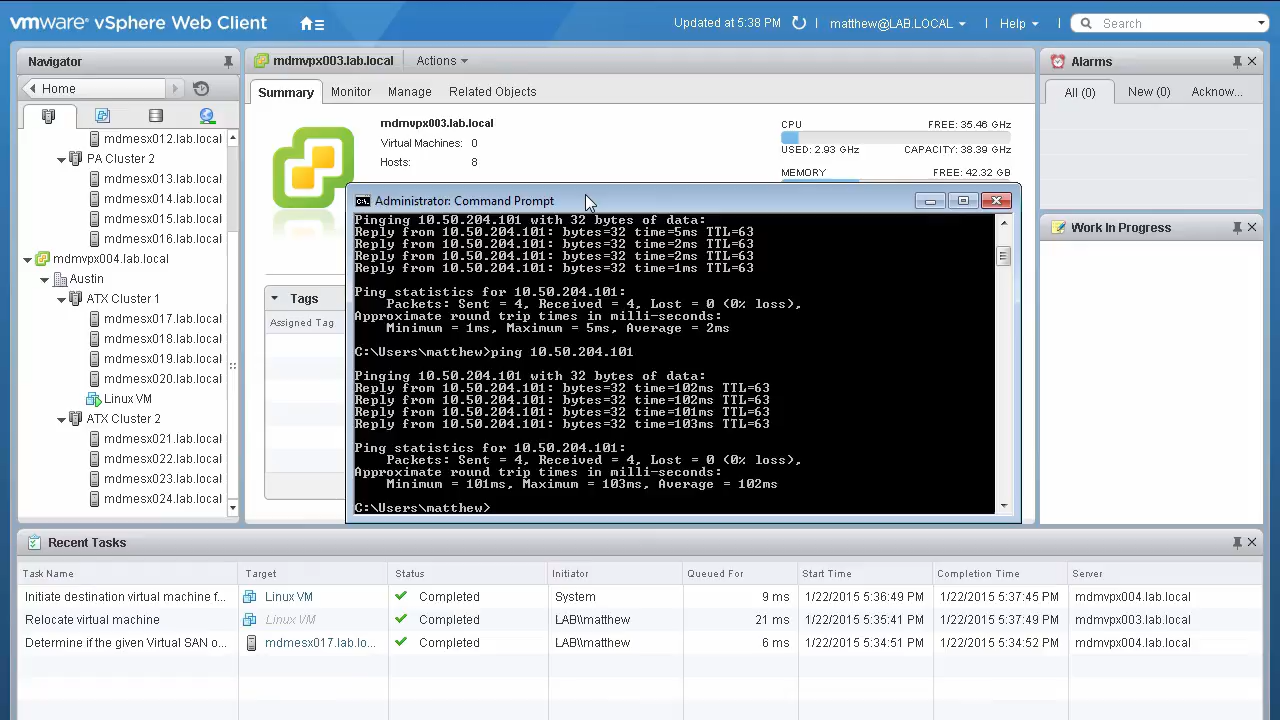 vmware® vSphere Web Client
Updated at 5:38 PM
matthew@LAB.LOCAL
Help
Search
Navigator
Home
mdmesx012.lab.local
PA Cluster 2
mdmesx013.lab.local
mdmesx014.lab.local
mdmesx015.lab.local
mdmesx016.lab.local
mdmvpx004.lab.local
Austin
ATX Cluster 1
mdmesx017.lab.local
mdmesx018.lab.local
mdmesx019.lab.local
mdmesx020.lab.local
Linux VM
ATX Cluster 2
mdmesx021.lab.local
mdmesx022.lab.local
mdmesx023.lab.local
mdmesx024.lab.local
mdmvpx003.lab.local
Actions
Summary Monitor Manage Related Objects
mdmvpx003.lab.local
Virtual Machines: 0
Hosts: 8
CPU FREE: 35.46 GHz
USED: 2.93 GHz CAPACITY: 38.39 GHz
MEMORY FREE: 42.32 GB
Tags
Assigned Tag
Administrator: Command Prompt
Pinging 10.50.204.101 with 32 bytes of data:
Reply from 10.50.204.101: bytes=32 time=5ms TTL=63
Reply from 10.50.204.101: bytes=32 time=2ms TTL=63
Reply from 10.50.204.101: bytes=32 time=2ms TTL=63
Reply from 10.50.204.101: bytes=32 time=1ms TTL=63
Ping statistics for 10.50.204.101:
Packets: Sent = 4, Received = 4, Lost = 0 (0% loss),
Approximate round trip times in milli-seconds:
Minimum = 1ms, Maximum = 5ms, Average = 2ms
C:\Users\matthew>ping 10.50.204.101
Pinging 10.50.204.101 with 32 bytes of data:
Reply from 10.50.204.101: bytes=32 time=102ms TTL=63
Reply from 10.50.204.101: bytes=32 time=102ms TTL=63
Reply from 10.50.204.101: bytes=32 time=101ms TTL=63
Reply from 10.50.204.101: bytes=32 time=103ms TTL=63
Ping statistics for 10.50.204.101:
Packets: Sent = 4, Received = 4, Lost = 0 (0% loss),
Approximate round trip times in milli-seconds:
Minimum = 101ms, Maximum = 103ms, Average = 102ms
C:\Users\matthew>
Alarms
All (0) New (0) Acknow...
Work In Progress
Recent Tasks
Task Name Target Status Initiator Queued For Start Time Completion Time Server
Initiate destination virtual machine f... Linux VM Completed System 9 ms 1/22/2015 5:36:49 PM 1/22/2015 5:37:45 PM mdmvpx004.lab.local
Relocate virtual machine Linux VM Completed LAB\\matthew 21 ms 1/22/2015 5:35:41 PM 1/22/2015 5:37:49 PM mdmvpx003.lab.local
Determine if the given Virtual SAN o... mdmesx017.lab.lo... Completed LAB\\matthew 6 ms 1/22/2015 5:34:51 PM 1/22/2015 5:34:52 PM mdmvpx004.lab.local